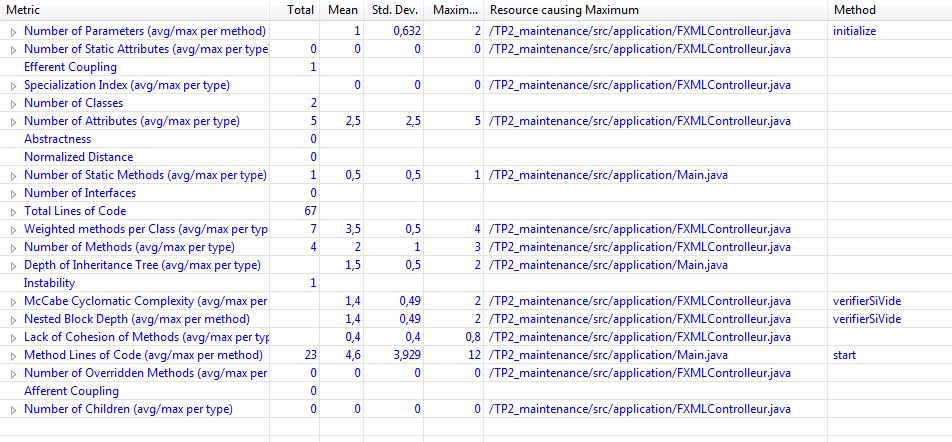 Metric Total Mean Std. Dev. Maxim... Resource causing Maximum Method
Number of Parameters (avg/max per method) 1 0,632 2 /TP2_maintenance/src/application/FXMLControlleur.java initialize
Number of Static Attributes (avg/max per type 0 0 0 0 /TP2_maintenance/src/application/FXMLControlleur.java
Efferent Coupling 1
Specialization Index (avg/max per type) 0 0 0 /TP2_maintenance/src/application/FXMLControlleur.java
Number of Classes 2
Number of Attributes (avg/max per type) 5 2,5 2,5 5 /TP2_maintenance/src/application/FXMLControlleur.java
Abstractness 0
Normalized Distance 0
Number of Static Methods (avg/max per type) 1 0,5 0,5 1 /TP2_maintenance/src/application/Main.java
Number of Interfaces 0
Total Lines of Code 67
Weighted methods per Class (avg/max per typ 7 3,5 0,5 4 /TP2_maintenance/src/application/FXMLControlleur.java
Number of Methods (avg/max per type) 4 2 1 3 /TP2_maintenance/src/application/FXMLControlleur.java
Depth of Inheritance Tree (avg/max per type) 1,5 0,5 2 /TP2_maintenance/src/application/Main.java
Instability 1
McCabe Cyclomatic Complexity (avg/max per 1,4 0,49 2 /TP2_maintenance/src/application/FXMLControlleur.java verifierSiVide
Nested Block Depth (avg/max per method) 1,4 0,49 2 /TP2_maintenance/src/application/FXMLControlleur.java verifierSiVide
Lack of Cohesion of Methods (avg/max per typ 0,4 0,4 0,8 /TP2_maintenance/src/application/FXMLControlleur.java
Method Lines of Code (avg/max per method) 23 4,6 3,929 12 /TP2_maintenance/src/application/Main.java start
Number of Overridden Methods (avg/max per 0 0 0 0 /TP2_maintenance/src/application/FXMLControlleur.java
Afferent Coupling 0
Number of Children (avg/max per type) 0 0 0 0 /TP2_maintenance/src/application/FXMLControlleur.java